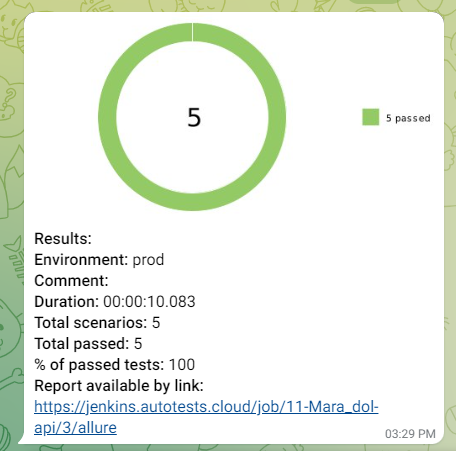 5
5 passed
Results:
Environment: prod
Comment:
Duration: 00:00:10.083
Total scenarios: 5
Total passed: 5
% of passed tests: 100
Report available by link:
https://jenkins.autotests.cloud/job/11-Mara_dol-
api/3/allure
03:29 PM